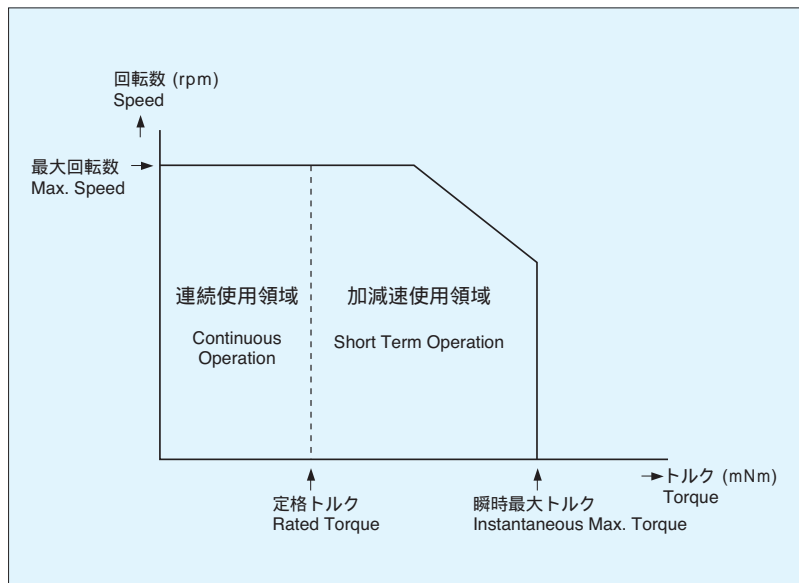 回転数 (rpm)
Speed
最大回転数
Max. Speed
連続使用領域
Continuous
Operation
加減速使用領域
Short Term Operation
定格トルク
Rated Torque
瞬時最大トルク
Instantaneous Max. Torque
トルク (mNm)
Torque